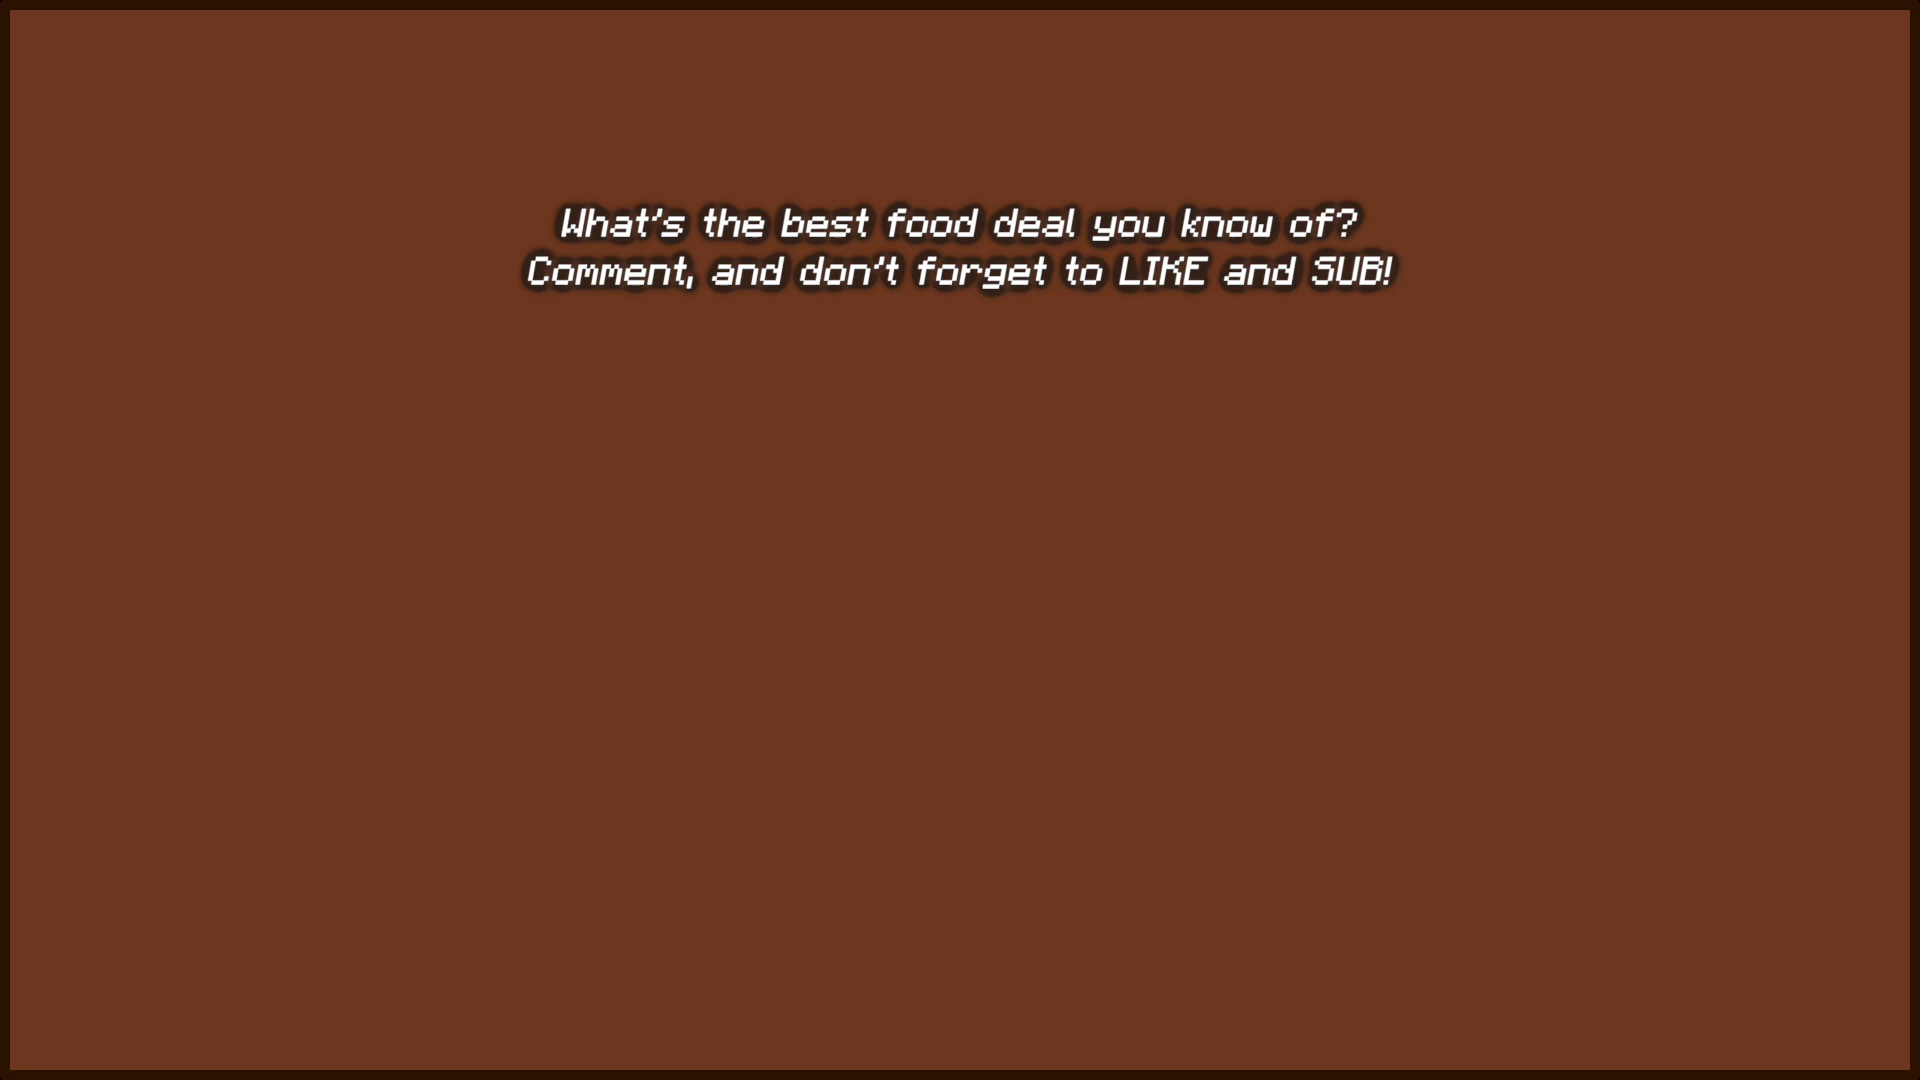 What's the best food deal you know of?
Comment, and don't forget to LIKE and SUB!